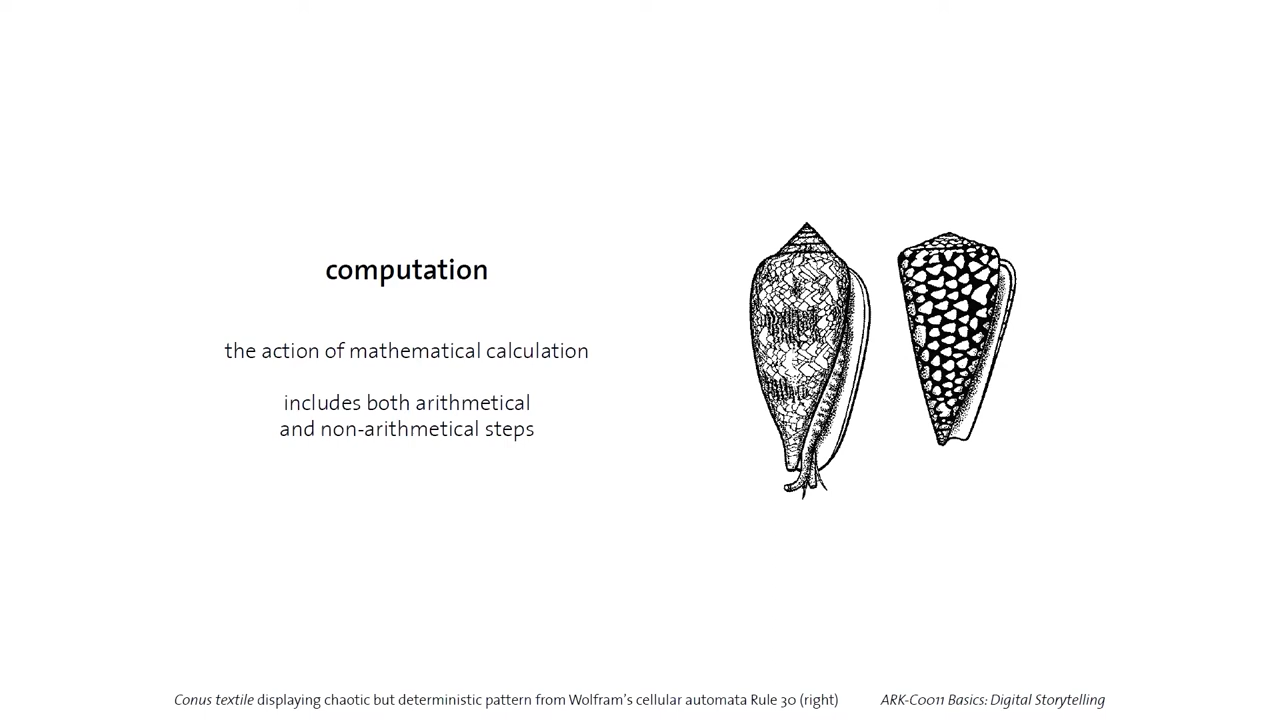 computation
the action of mathematical calculation
includes both arithmetical
and non-arithmetical steps
Conus textile displaying chaotic but deterministic pattern from Wolfram's cellular automata Rule 30 (right)
ARK-C0011 Basics: Digital Storytelling